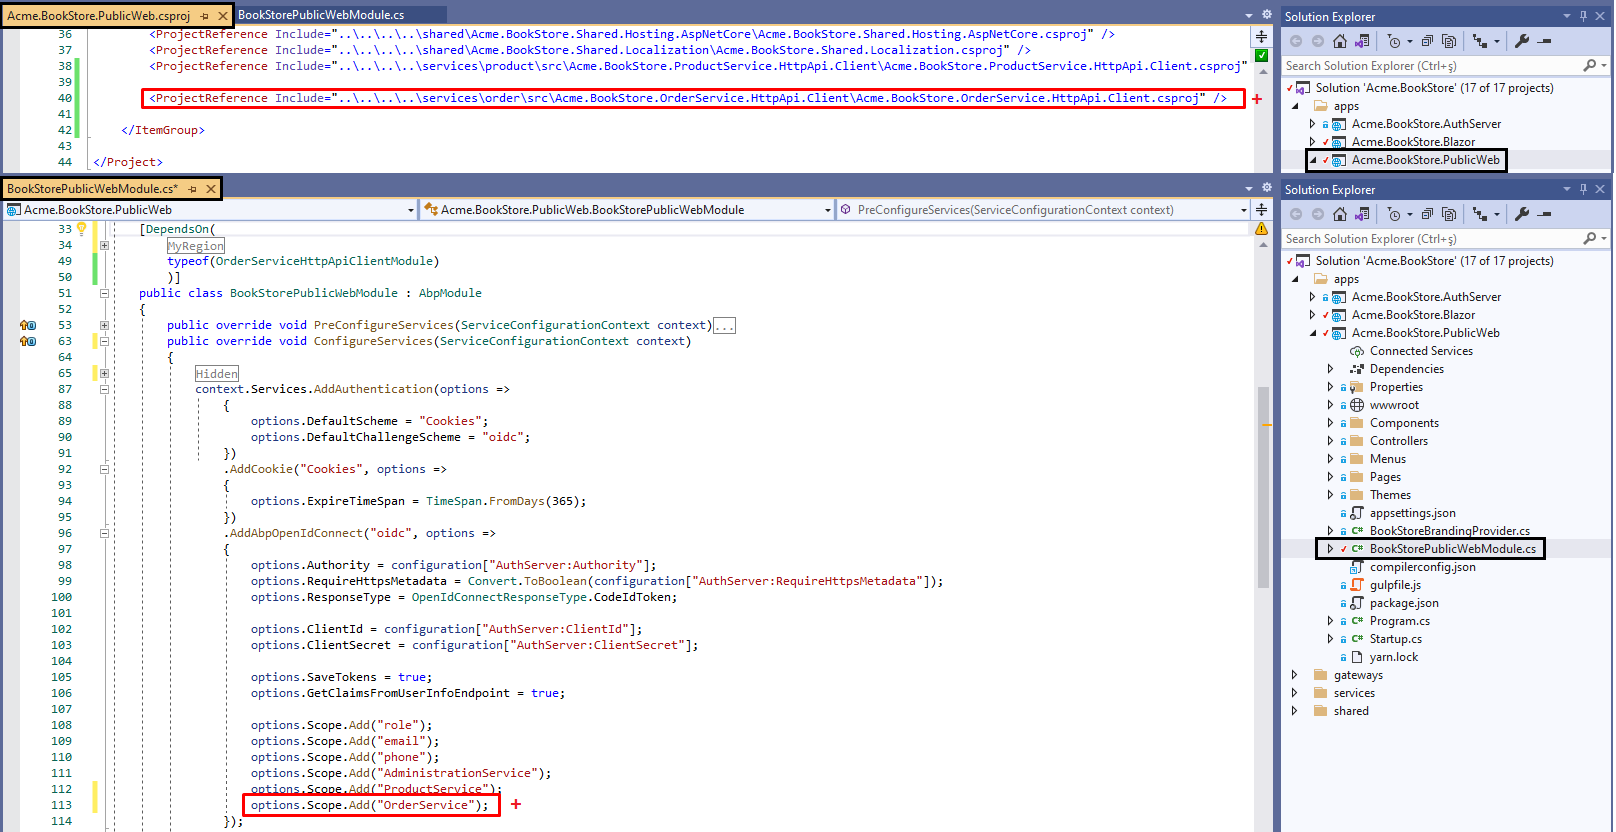 Acme.BookStore.PublicWeb.csproj
BookStorePublicWebModule.cs
36 <ProjectReference Include="..\..\..\..\shared\Acme.BookStore.Shared.Hosting.AspNetCore\Acme.BookStore.Shared.Hosting.AspNetCore.csproj" />
37 <ProjectReference Include="..\..\..\..\shared\Acme.BookStore.Shared.Localization\Acme.BookStore.Shared.Localization.csproj" />
38 <ProjectReference Include="..\..\..\..\services\product\src\Acme.BookStore.ProductService.HttpApi.Client\Acme.BookStore.ProductService.HttpApi.Client.csproj"
39
40 <ProjectReference Include="..\..\..\..\services\order\src\Acme.BookStore.OrderService.HttpApi.Client\Acme.BookStore.OrderService.HttpApi.Client.csproj" /> +
41
42 </ItemGroup>
43
44 </Project>
Solution Explorer
Search Solution Explorer (Ctrl+ş)
Solution 'Acme.BookStore' (17 of 17 projects)
apps
Acme.BookStore.AuthServer
Acme.BookStore.Blazor
Acme.BookStore.PublicWeb
BookStorePublicWebModule.cs*
Acme.BookStore.PublicWeb
Acme.BookStore.PublicWeb.BookStorePublicWebModule
PreConfigureServices(ServiceConfigurationContext context)
33 [DependsOn(
34 MyRegion
49 typeof(OrderServiceHttpApiClientModule)
50 )]
51 public class BookStorePublicWebModule : AbpModule
52 {
53 public override void PreConfigureServices(ServiceConfigurationContext context)...
63 public override void ConfigureServices(ServiceConfigurationContext context)
64 {
65 Hidden
87 context.Services.AddAuthentication(options =>
88 {
89 options.DefaultScheme = "Cookies";
90 options.DefaultChallengeScheme = "oidc";
91 })
92 .AddCookie("Cookies", options =>
93 {
94 options.ExpireTimeSpan = TimeSpan.FromDays(365);
95 })
96 .AddAbpOpenIdConnect("oidc", options =>
97 {
98 options.Authority = configuration["AuthServer:Authority"];
99 options.RequireHttpsMetadata = Convert.ToBoolean(configuration["AuthServer:RequireHttpsMetadata"]);
100 options.ResponseType = OpenIdConnectResponseType.CodeIdToken;
101
102 options.ClientId = configuration["AuthServer:ClientId"];
103 options.ClientSecret = configuration["AuthServer:ClientSecret"];
104
105 options.SaveTokens = true;
106 options.GetClaimsFromUserInfoEndpoint = true;
107
108 options.Scope.Add("role");
109 options.Scope.Add("email");
110 options.Scope.Add("phone");
111 options.Scope.Add("AdministrationService");
112 options.Scope.Add("ProductService");
113 options.Scope.Add("OrderService"); +
114 });
Solution Explorer
Search Solution Explorer (Ctrl+ş)
Solution 'Acme.BookStore' (17 of 17 projects)
apps
Acme.BookStore.AuthServer
Acme.BookStore.Blazor
Acme.BookStore.PublicWeb
Connected Services
Dependencies
Properties
wwwroot
Components
Controllers
Menus
Pages
Themes
appsettings.json
C# BookStoreBrandingProvider.cs
C# BookStorePublicWebModule.cs
compilerconfig.json
gulpfile.js
package.json
C# Program.cs
C# Startup.cs
yarn.lock
gateways
services
shared